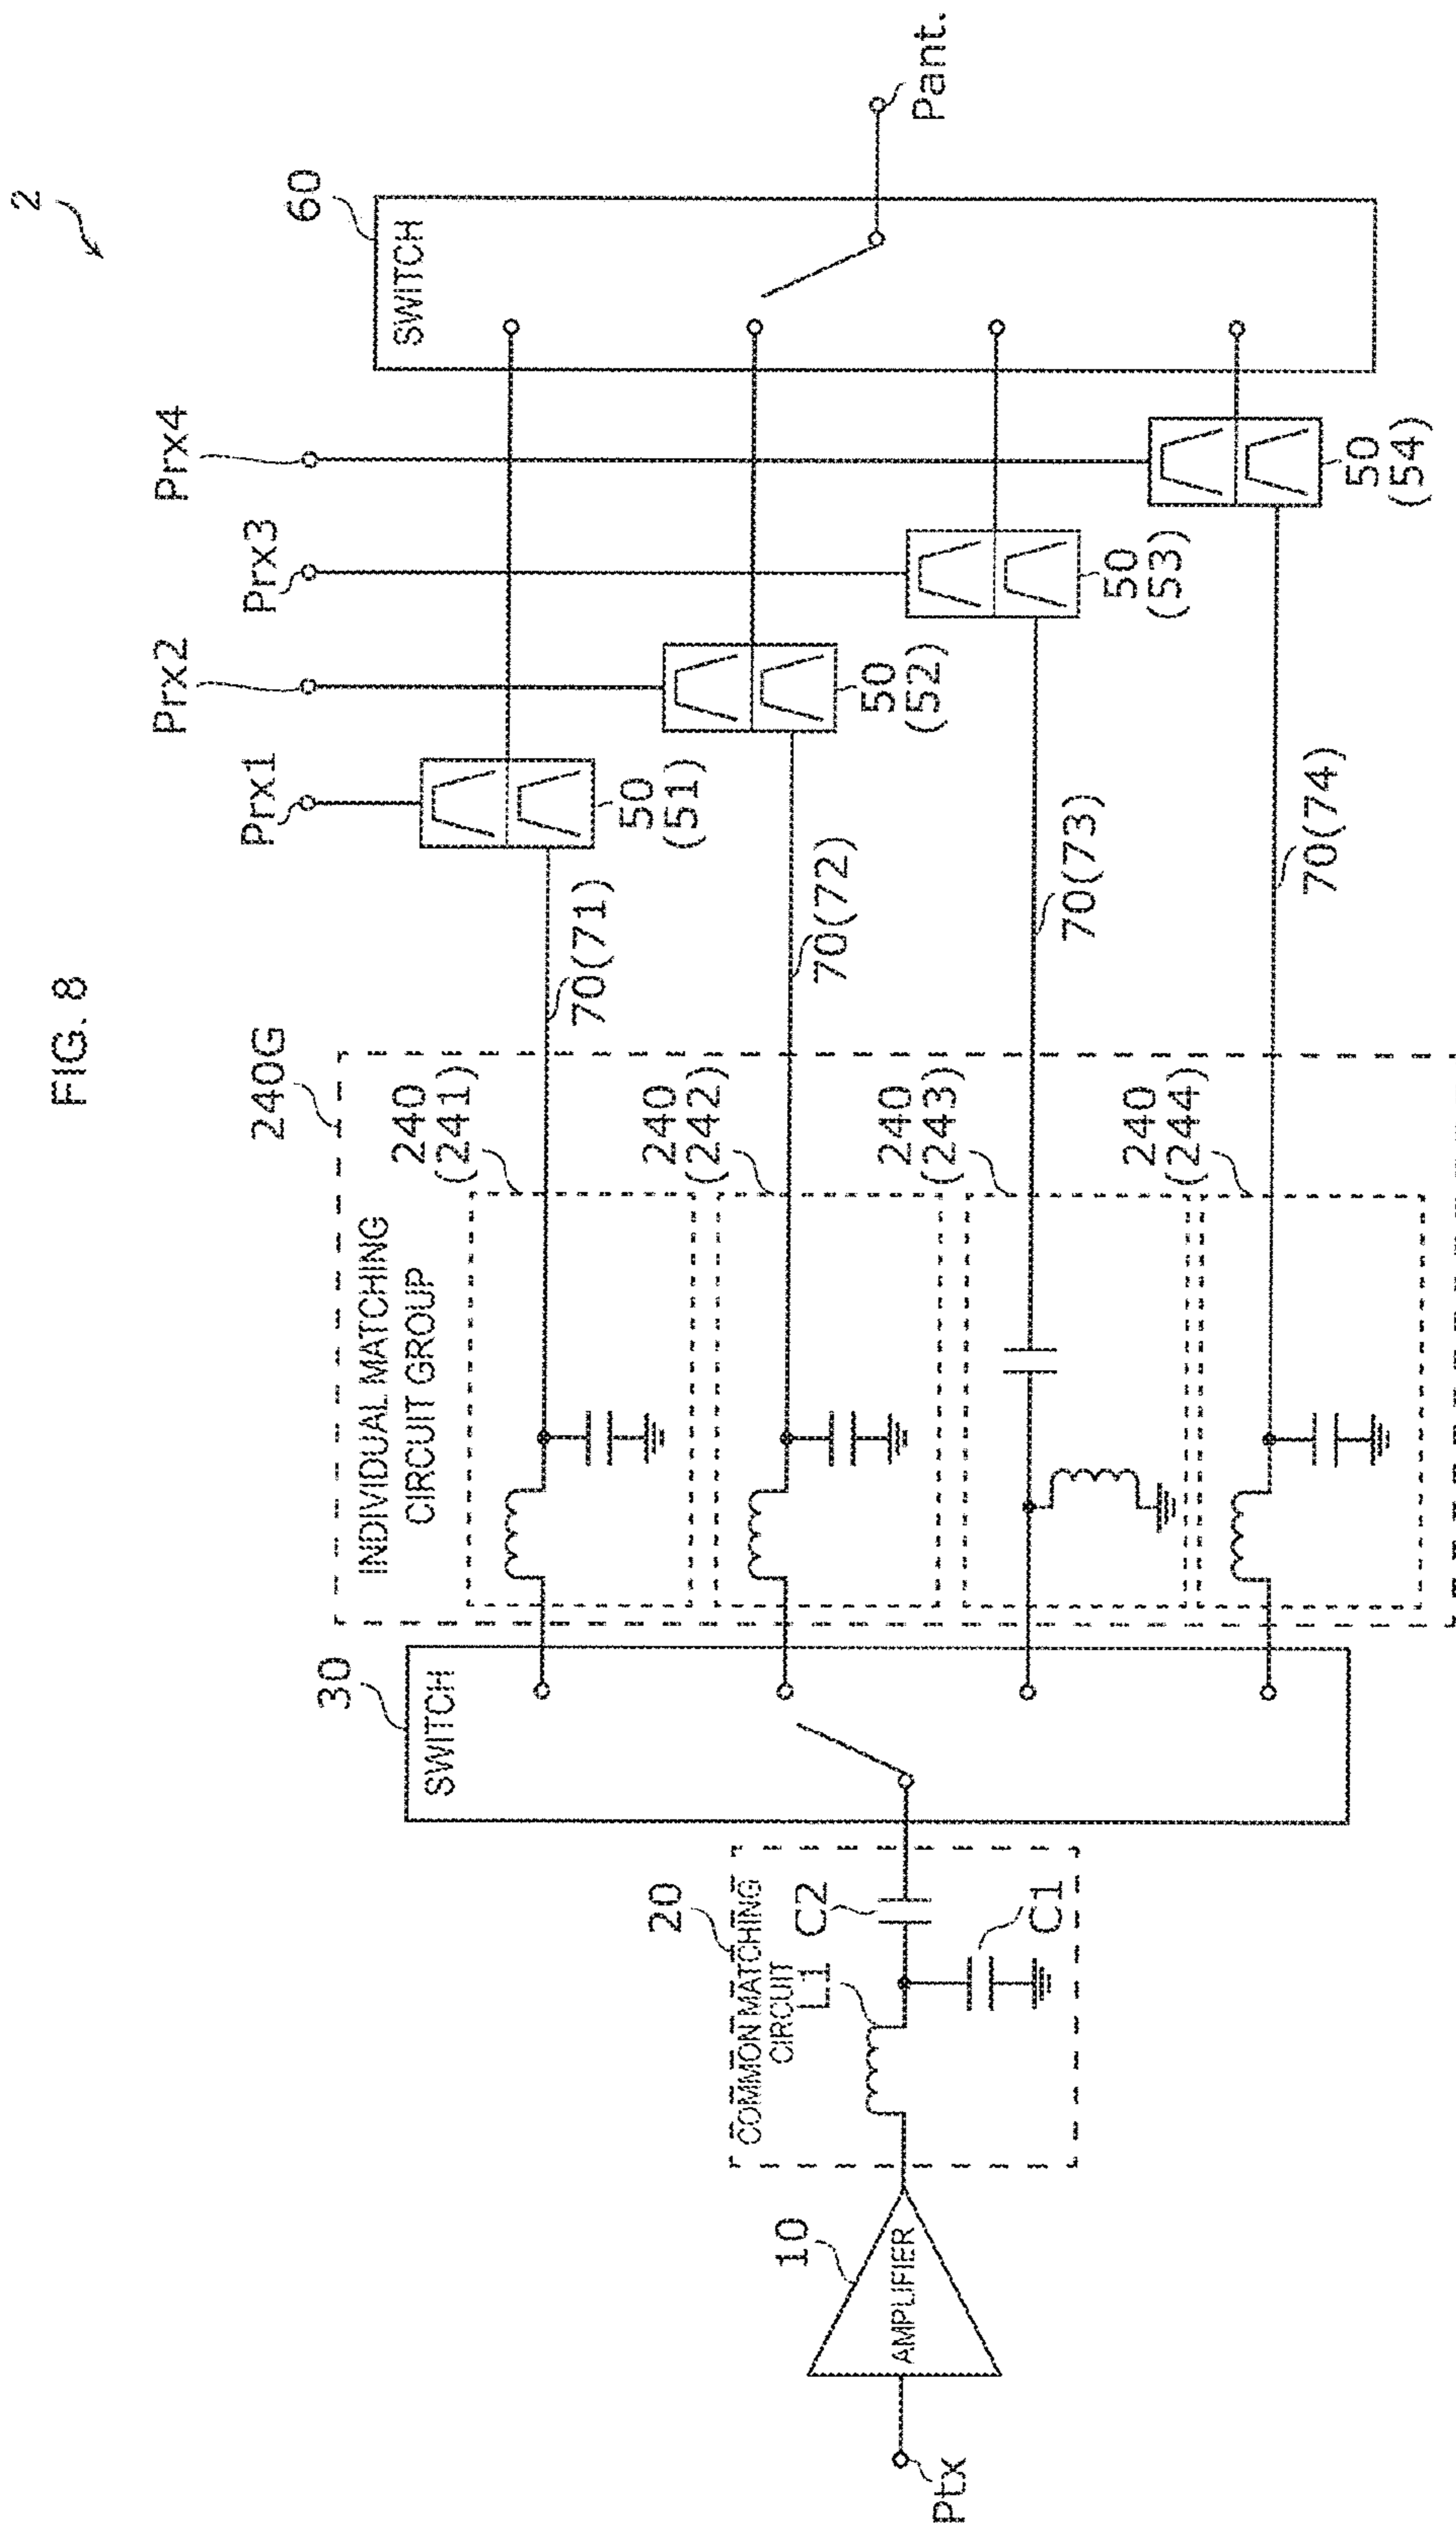 FIG. 8
2
Ptx
10
AMPLIFIER
20
COMMON MATCHING
CIRCUIT
L1
C2
C1
30
SWITCH
240G
INDIVIDUAL MATCHING
CIRCUIT GROUP
240
(241)
240
(242)
240
(243)
240
(244)
70(71)
70(72)
70(73)
70(74)
Prx1
Prx2
Prx3
Prx4
50
(51)
50
(52)
50
(53)
50
(54)
60
SWITCH
Pant.